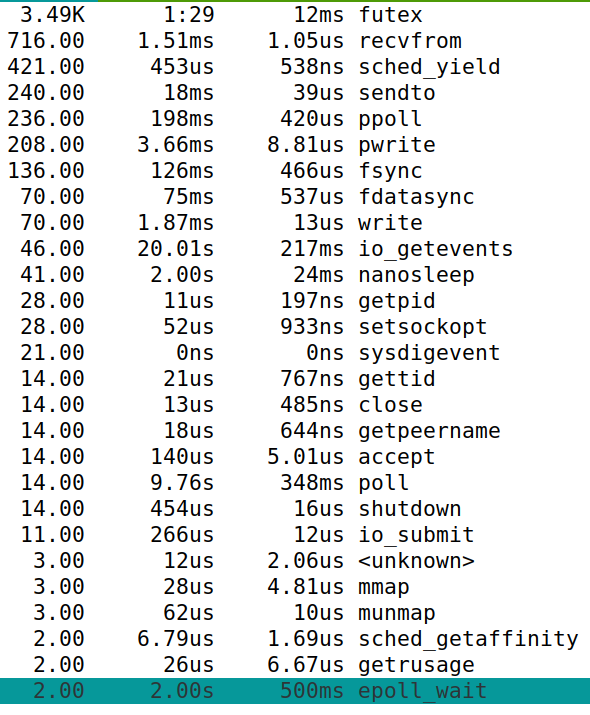 3.49K 1:29 12ms futex
716.00 1.51ms 1.05us recvfrom
421.00 453us 538ns sched_yield
240.00 18ms 39us sendto
236.00 198ms 420us ppoll
208.00 3.66ms 8.81us pwrite
136.00 126ms 466us fsync
70.00 75ms 537us fdatasync
70.00 1.87ms 13us write
46.00 20.01s 217ms io_getevents
41.00 2.00s 24ms nanosleep
28.00 11us 197ns getpid
28.00 52us 933ns setsockopt
21.00 0ns 0ns sysdigevent
14.00 21us 767ns gettid
14.00 13us 485ns close
14.00 18us 644ns getpeername
14.00 140us 5.01us accept
14.00 9.76s 348ms poll
14.00 454us 16us shutdown
11.00 266us 12us io_submit
3.00 12us 2.06us <unknown>
3.00 28us 4.81us mmap
3.00 62us 10us munmap
2.00 6.79us 1.69us sched_getaffinity
2.00 26us 6.67us getrusage
2.00 2.00s 500ms epoll_wait